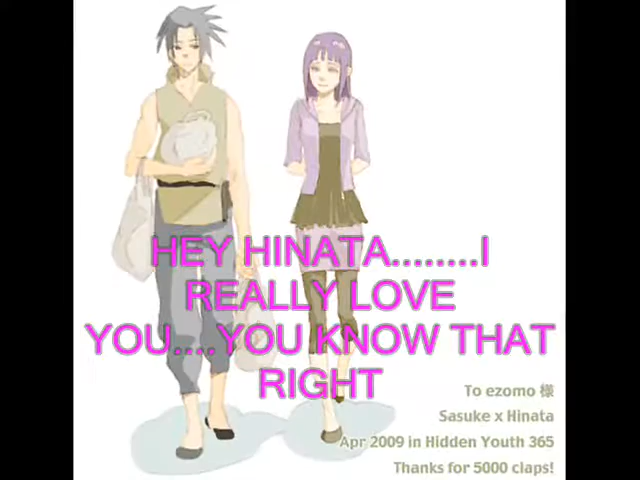 HEY HINATA........I
REALLY LOVE
YOU....YOU KNOW THAT
RIGHT
To ezomo 様
Sasuke x Hinata
Apr 2009 in Hidden Youth 365
Thanks for 5000 claps!